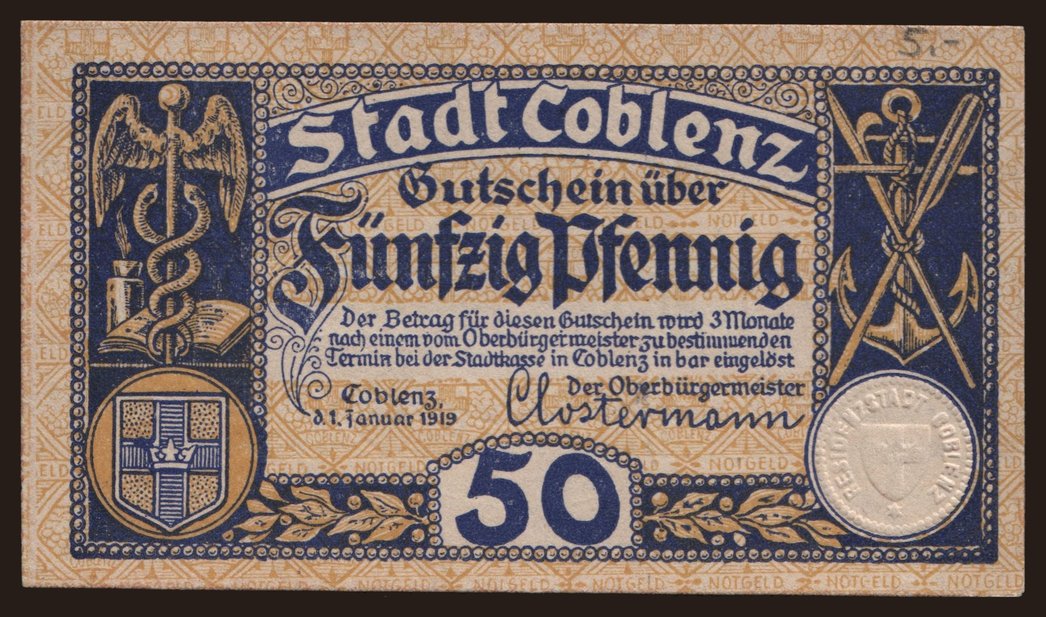 5.-
Stadt Coblenz
Gutschein über
Fünfzig Pfennig
Der Betrag für diesen Gutschein wird 3 Monate
nach einem vom Oberbürgermeister zu bestimmenden
Termin bei der Stadtkasse in Coblenz in bar eingelöst
Coblenz,
d. 1. Januar 1919
Der Oberbürgermeister
Clostermann
RESIDENZSTADT COBLENZ
50
NOTGELD
COBLENZ